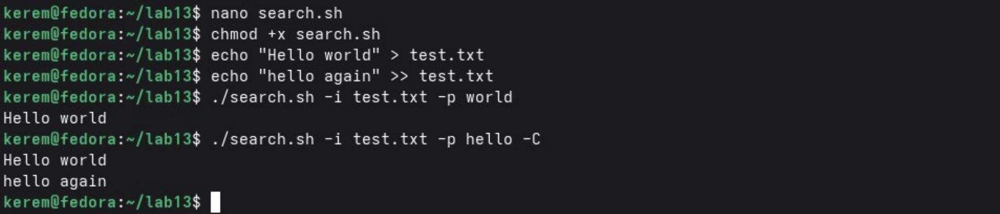 kerem@fedora:~/lab13$ nano search.sh
kerem@fedora:~/lab13$ chmod +x search.sh
kerem@fedora:~/lab13$ echo "Hello world" > test.txt
kerem@fedora:~/lab13$ echo "hello again" >> test.txt
kerem@fedora:~/lab13$ ./search.sh -i test.txt -p world
Hello world
kerem@fedora:~/lab13$ ./search.sh -i test.txt -p hello -C
Hello world
hello again
kerem@fedora:~/lab13$